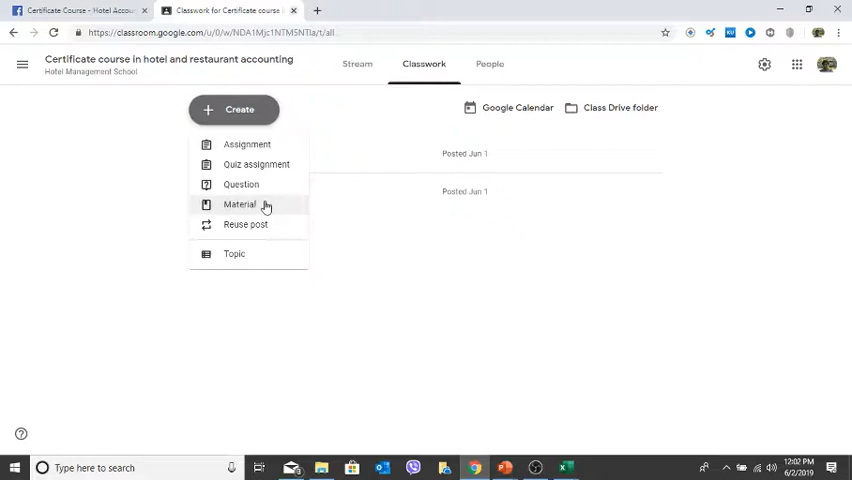 Certificate Course - Hotel Accoun
Classwork for Certificate course i
https://classroom.google.com/u/0/w/NDA1Mjc1NTM5NTla/t/all
Certificate course in hotel and restaurant accounting
Hotel Management School
Stream
Classwork
People
Create
Google Calendar
Class Drive folder
Assignment
Posted Jun 1
Quiz assignment
Question
Posted Jun 1
Material
Reuse post
Topic
Type here to search
12:02 PM
6/2/2019